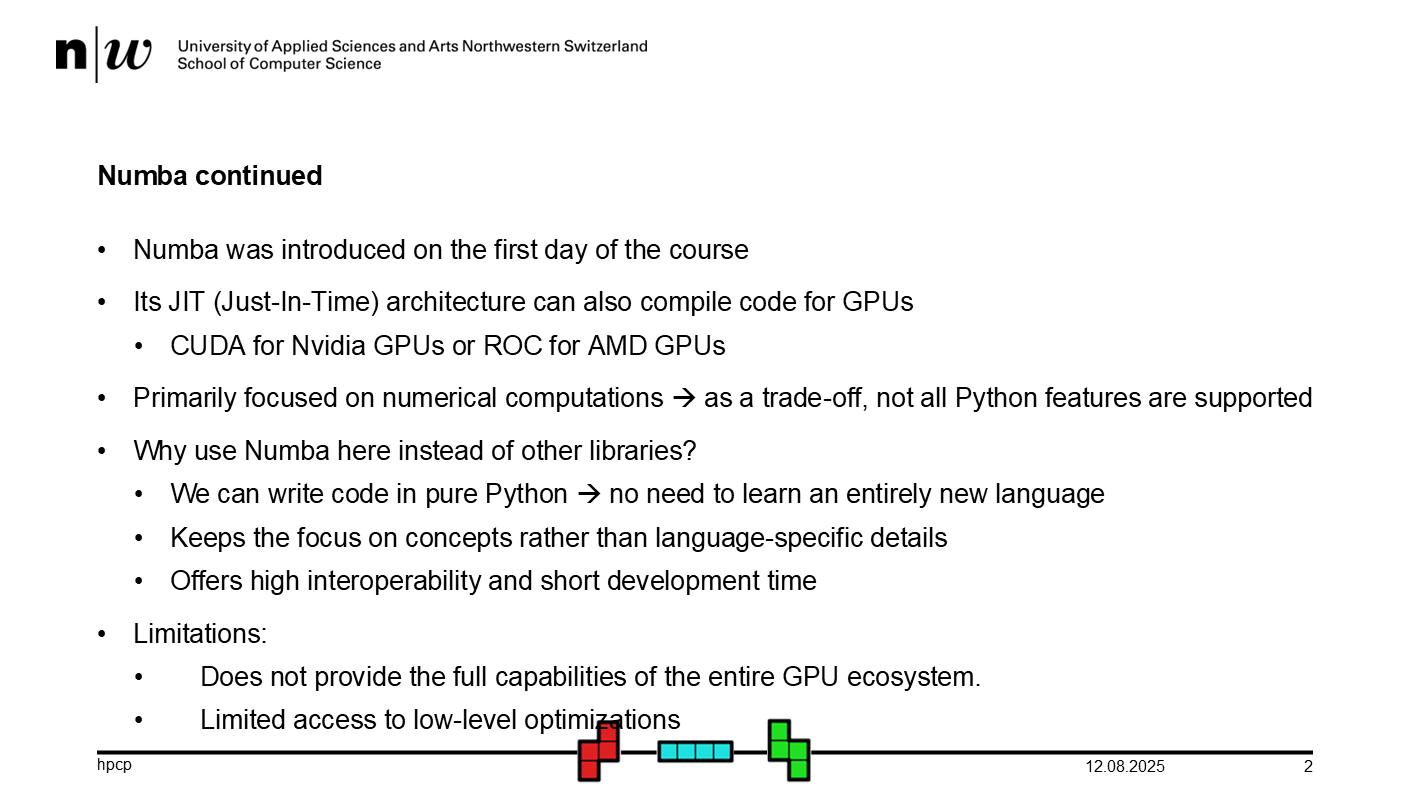 n|w University of Applied Sciences and Arts Northwestern Switzerland
School of Computer Science
Numba continued
• Numba was introduced on the first day of the course
• Its JIT (Just-In-Time) architecture can also compile code for GPUs
• CUDA for Nvidia GPUs or ROC for AMD GPUs
• Primarily focused on numerical computations → as a trade-off, not all Python features are supported
• Why use Numba here instead of other libraries?
• We can write code in pure Python → no need to learn an entirely new language
• Keeps the focus on concepts rather than language-specific details
• Offers high interoperability and short development time
• Limitations:
• Does not provide the full capabilities of the entire GPU ecosystem.
• Limited access to low-level optimizations
hpcp 12.08.2025 2